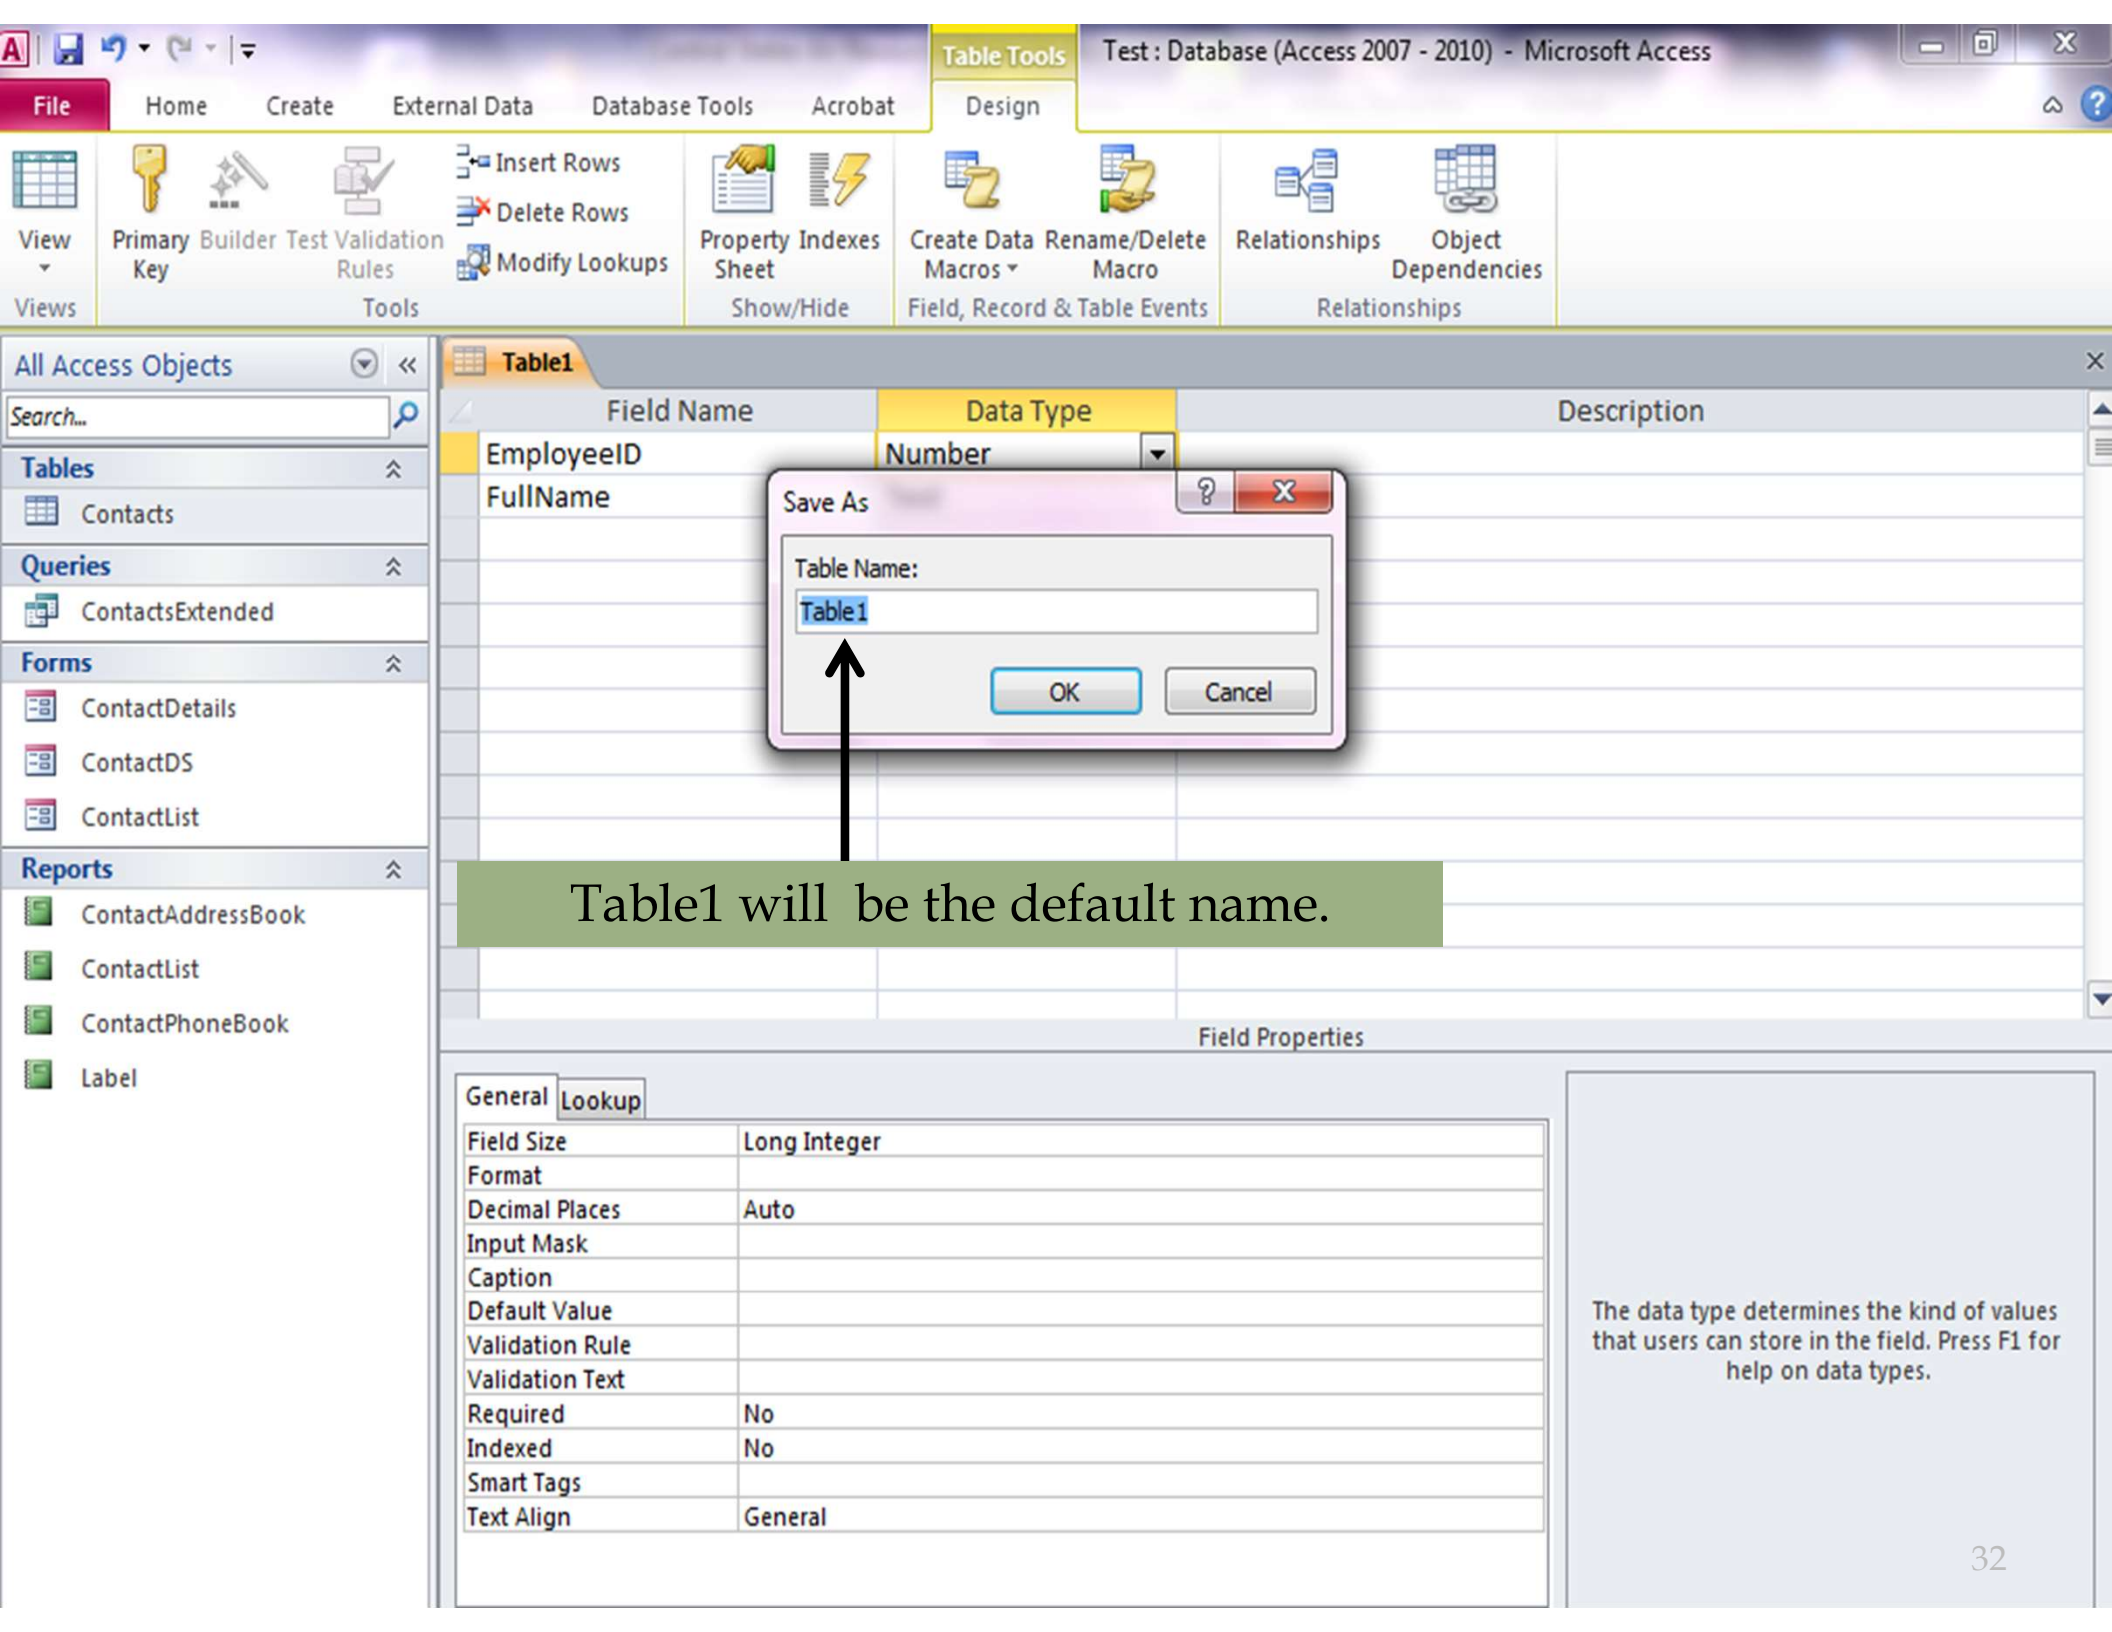 A
Table Tools
Test : Database (Access 2007 - 2010) - Microsoft Access
File
Home
Create
External Data
Database Tools
Acrobat
Design
View
Primary Key
Builder
Test Validation Rules
Insert Rows
Delete Rows
Modify Lookups
Property Sheet
Indexes
Create Data Macros
Rename/Delete Macro
Relationships
Object Dependencies
Views
Tools
Show/Hide
Field, Record & Table Events
Relationships
All Access Objects
Search...
Tables
Contacts
Queries
ContactsExtended
Forms
ContactDetails
ContactDS
ContactList
Reports
ContactAddressBook
ContactList
ContactPhoneBook
Label
Table1
Field Name
Data Type
Description
EmployeeID
Number
FullName
Save As
Table Name:
Table1
OK
Cancel
Table1 will be the default name.
Field Properties
General
Lookup
Field Size
Long Integer
Format
Decimal Places
Auto
Input Mask
Caption
Default Value
Validation Rule
Validation Text
Required
No
Indexed
No
Smart Tags
Text Align
General
The data type determines the kind of values
that users can store in the field. Press F1 for
help on data types.
32